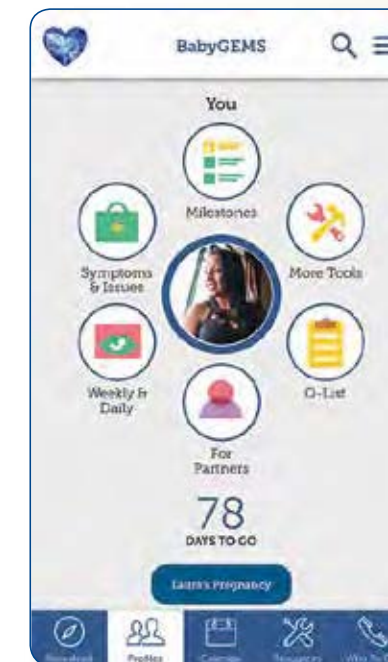 BabyGEMS
You
Milestones
Symptoms
& Issues
More Tools
Weekly &
Daily
Q-List
For
Partners
78
DAYS TO GO
Laura's Pregnancy
Profiles
Resources